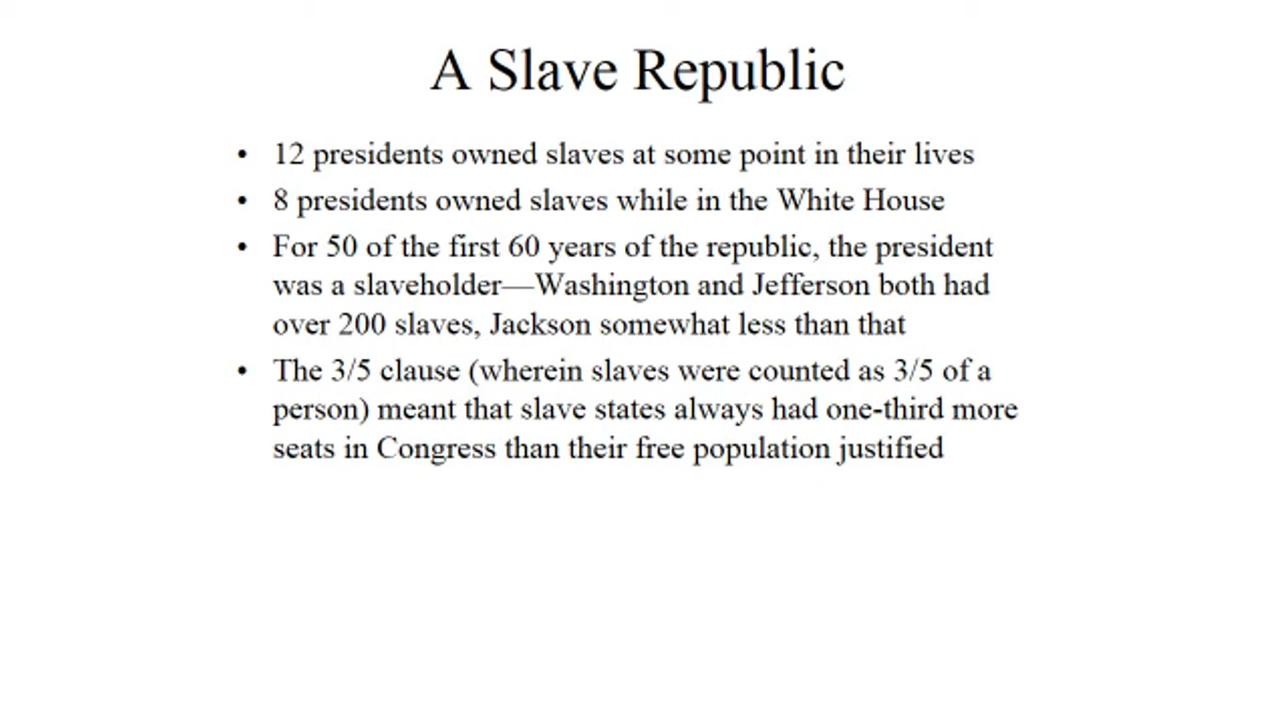 A Slave Republic
• 12 presidents owned slaves at some point in their lives
• 8 presidents owned slaves while in the White House
• For 50 of the first 60 years of the republic, the president
was a slaveholder—Washington and Jefferson both had
over 200 slaves, Jackson somewhat less than that
• The 3/5 clause (wherein slaves were counted as 3/5 of a
person) meant that slave states always had one-third more
seats in Congress than their free population justified